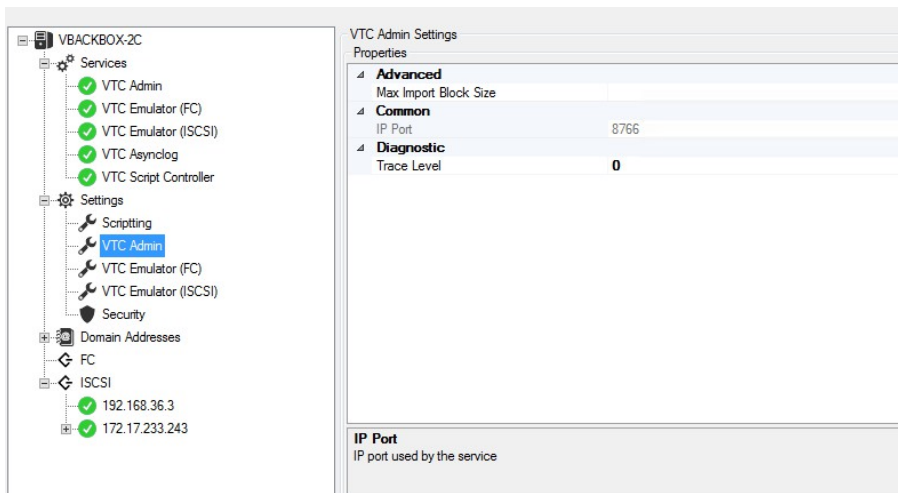 VBACKBOX-2C
Services
VTC Admin
VTC Emulator (FC)
VTC Emulator (ISCSI)
VTC Asynclog
VTC Script Controller
Settings
Scriptting
VTC Admin
VTC Emulator (FC)
VTC Emulator (ISCSI)
Security
Domain Addresses
FC
ISCSI
192.168.36.3
172.17.233.243
VTC Admin Settings
Properties
Advanced
Max Import Block Size
Common
IP Port 8766
Diagnostic
Trace Level 0
IP Port
IP port used by the service